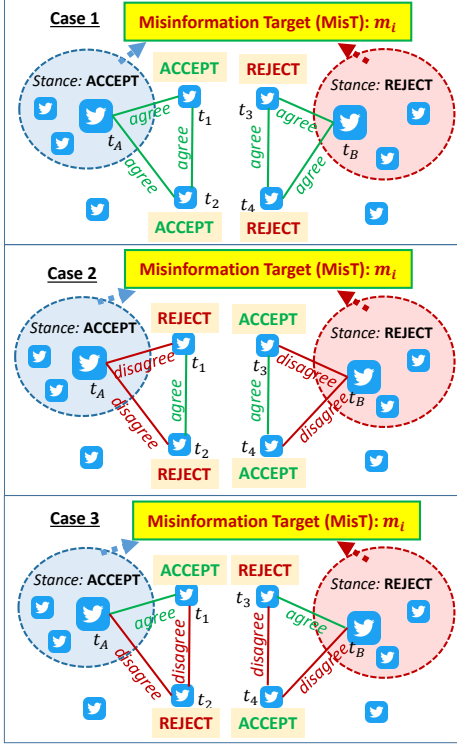 Case 1
Misinformation Target (MisT): m_i
Stance: ACCEPT
ACCEPT
REJECT
Stance: REJECT
agree
agree
agree
agree
agree
agree
t_A
t_1
t_3
t_B
t_2
t_4
ACCEPT
REJECT
Case 2
Misinformation Target (MisT): m_i
Stance: ACCEPT
REJECT
ACCEPT
Stance: REJECT
disagree
disagree
agree
agree
disagree
disagree
t_A
t_1
t_3
t_B
t_2
t_4
REJECT
ACCEPT
Case 3
Misinformation Target (MisT): m_i
Stance: ACCEPT
ACCEPT
REJECT
Stance: REJECT
agree
disagree
disagree
disagree
agree
disagree
t_A
t_1
t_3
t_B
t_2
t_4
REJECT
ACCEPT